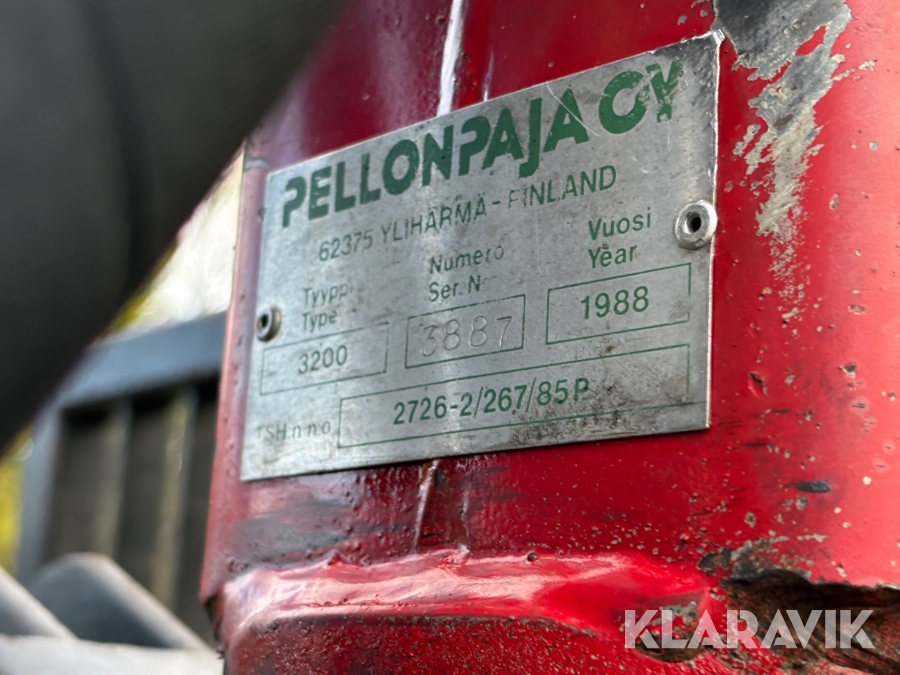 PELLONPAJA OY
62375 YLIHÄRMÄ - FINLAND
Tyyppi
Type
3200
Numero
Ser. Nr
3887
Vuosi
Year
1988
TSH:n n:o
2726-2/267/85 P
KLARAVIK